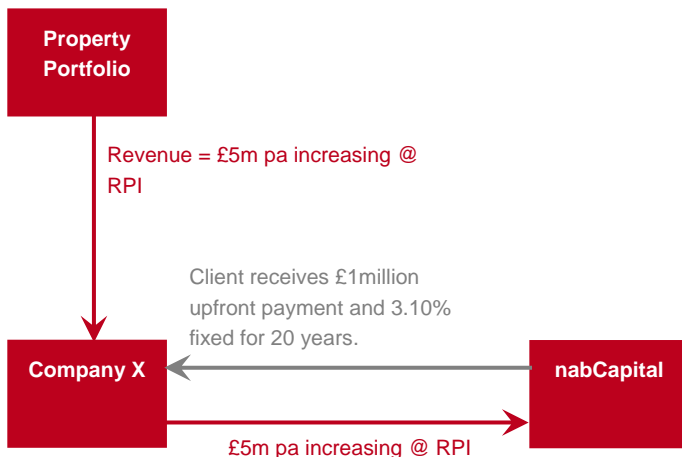 Property
Portfolio
Revenue = £5m pa increasing @
RPI
Client receives £1million
upfront payment and 3.10%
fixed for 20 years.
Company X
nabCapital
£5m pa increasing @ RPI